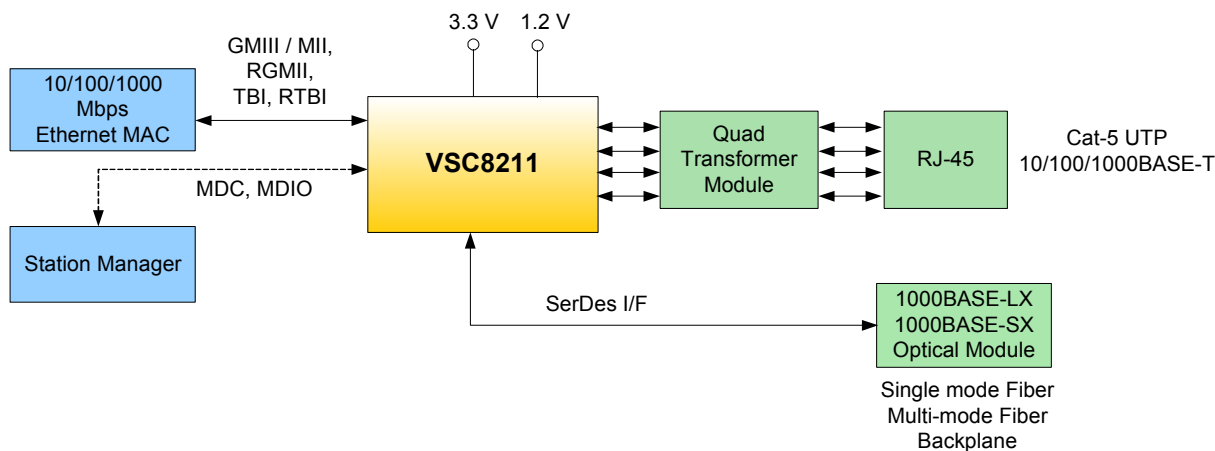 3.3 V
1.2 V
GMIII / MII,
RGMII,
TBI, RTBI
10/100/1000
Mbps
Ethernet MAC
VSC8211
Quad
Transformer
Module
RJ-45
Cat-5 UTP
10/100/1000BASE-T
MDC, MDIO
Station Manager
SerDes I/F
1000BASE-LX
1000BASE-SX
Optical Module
Single mode Fiber
Multi-mode Fiber
Backplane